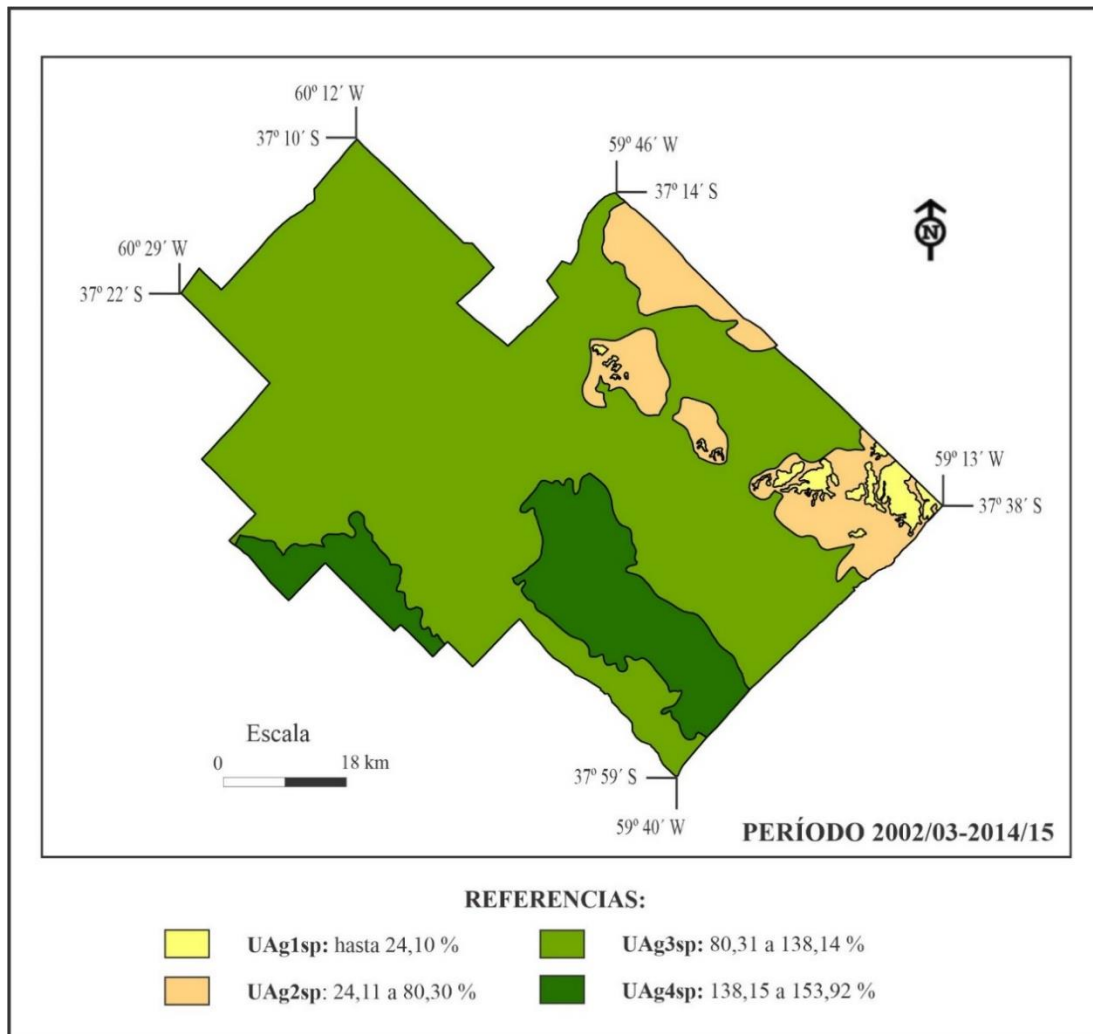 60º 12´ W
37º 10´ S
59º 46´ W
37º 14´ S
N
60º 29´ W
37º 22´ S
59º 13´ W
37º 38´ S
Escala
0 18 km
37º 59´ S
59º 40´ W
PERÍODO 2002/03-2014/15
REFERENCIAS:
UAg1sp: hasta 24,10 %
UAg3sp: 80,31 a 138,14 %
UAg2sp: 24,11 a 80,30 %
UAg4sp: 138,15 a 153,92 %